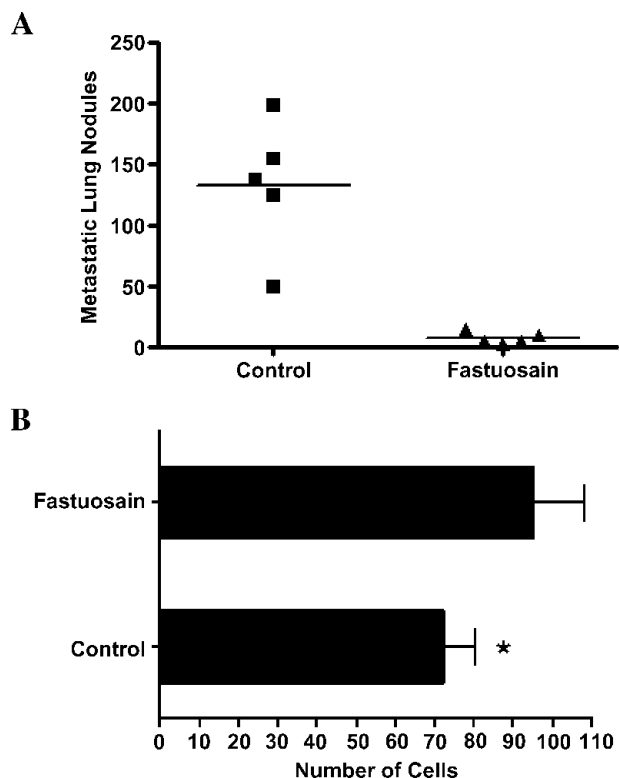 A
Metastatic Lung Nodules
250
200
150
100
50
0
Control
Fastuosain
B
Fastuosain
Control
*
0 10 20 30 40 50 60 70 80 90 100 110
Number of Cells